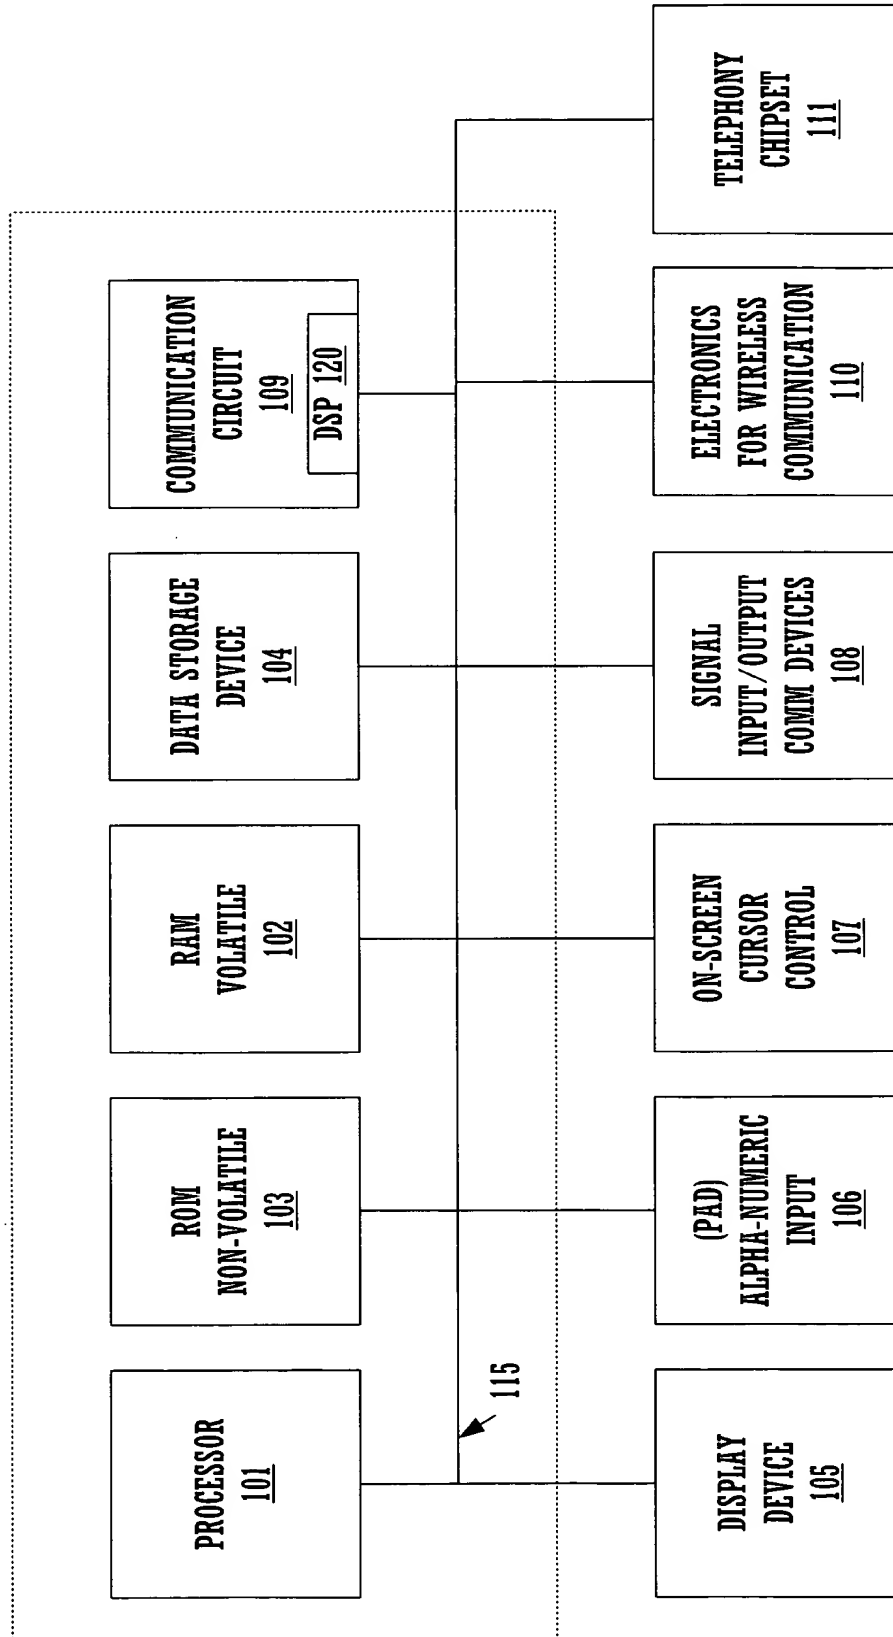 PROCESSOR
101
ROM
NON-VOLATILE
103
RAM
VOLATILE
102
DATA STORAGE
DEVICE
104
COMMUNICATION
CIRCUIT
109
DSP 120
115
DISPLAY
DEVICE
105
(PAD)
ALPHA-NUMERIC
INPUT
106
ON-SCREEN
CURSOR
CONTROL
107
SIGNAL
INPUT/OUTPUT
COMM DEVICES
108
ELECTRONICS
FOR WIRELESS
COMMUNICATION
110
TELEPHONY
CHIPSET
111